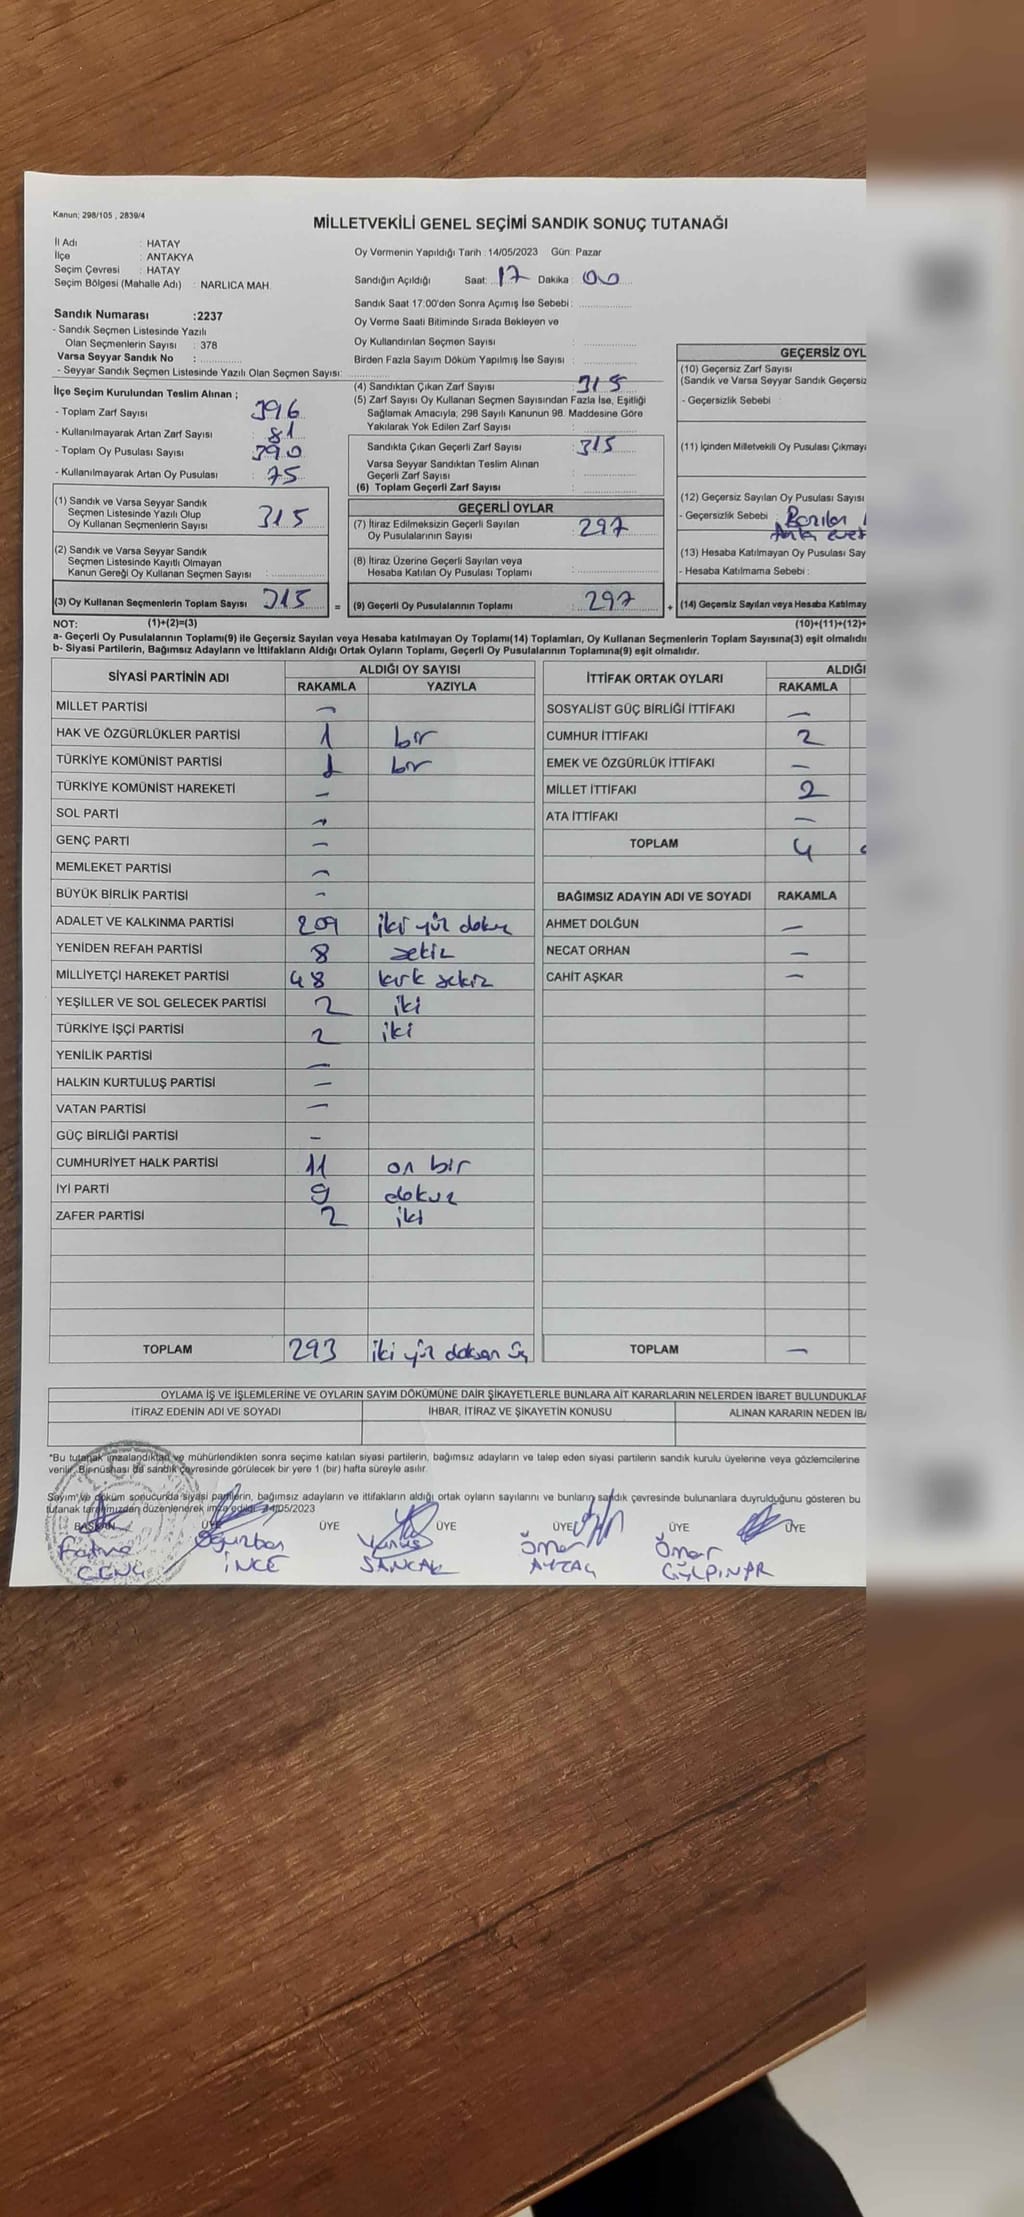 Kanun; 298/105 , 2839/4
MİLLETVEKİLİ GENEL SEÇİMİ SANDIK SONUÇ TUTANAĞI
İl Adı : HATAY
İlçe : ANTAKYA
Seçim Çevresi : HATAY
Seçim Bölgesi (Mahalle Adı) : NARLICA MAH.
Sandık Numarası :2237
- Sandık Seçmen Listesinde Yazılı
Olan Seçmenlerin Sayısı : 378
Varsa Seyyar Sandık No :
- Seyyar Sandık Seçmen Listesinde Yazılı Olan Seçmen Sayısı:
Oy Vermenin Yapıldığı Tarih : 14/05/2023 Gün: Pazar
Sandığın Açıldığı Saat: 17 Dakika : 00
Sandık Saat 17:00'den Sonra Açımış İse Sebebi :
Oy Verme Saati Bitiminde Sırada Bekleyen ve
Oy Kullandırılan Seçmen Sayısı :
Birden Fazla Sayım Döküm Yapılmış İse Sayısı :
İlçe Seçim Kurulundan Teslim Alınan ;
- Toplam Zarf Sayısı : 396
- Kullanılmayarak Artan Zarf Sayısı : 81
- Toplam Oy Pusulası Sayısı : 390
- Kullanılmayarak Artan Oy Pusulası : 75
(1) Sandık ve Varsa Seyyar Sandık
Seçmen Listesinde Yazılı Olup
Oy Kullanan Seçmenlerin Sayısı : 315
(2) Sandık ve Varsa Seyyar Sandık
Seçmen Listesinde Kayıtlı Olmayan
Kanun Gereği Oy Kullanan Seçmen Sayısı :
(3) Oy Kullanan Seçmenlerin Toplam Sayısı 315 =
(4) Sandıktan Çıkan Zarf Sayısı : 315
(5) Zarf Sayısı Oy Kullanan Seçmen Sayısından Fazla İse, Eşitliği
Sağlamak Amacıyla; 298 Sayılı Kanunun 98. Maddesine Göre
Yakılarak Yok Edilen Zarf Sayısı :
Sandıkta Çıkan Geçerli Zarf Sayısı : 315
Varsa Seyyar Sandıktan Teslim Alınan
Geçerli Zarf Sayısı :
(6) Toplam Geçerli Zarf Sayısı :
GEÇERLİ OYLAR
(7) İtiraz Edilmeksizin Geçerli Sayılan
Oy Pusulalarının Sayısı : 297
(8) İtiraz Üzerine Geçerli Sayılan veya
Hesaba Katılan Oy Pusulası Toplamı :
(9) Geçerli Oy Pusulalarının Toplamı : 297 +
GEÇERSİZ OYL
(10) Geçersiz Zarf Sayısı
(Sandık ve Varsa Seyyar Sandık Geçersiz
- Geçersizlik Sebebi :
(11) İçinden Milletvekili Oy Pusulası Çıkmay
(12) Geçersiz Sayılan Oy Pusulası Sayısı
- Geçersizlik Sebebi :
(13) Hesaba Katılmayan Oy Pusulası Say
- Hesaba Katılmama Sebebi :
(14) Geçersiz Sayılan veya Hesaba Katılmay
NOT: (1)+(2)=(3) (10)+(11)+(12)+
a- Geçerli Oy Pusulalarının Toplamı(9) ile Geçersiz Sayılan veya Hesaba katılmayan Oy Toplamı(14) Toplamları, Oy Kullanan Seçmenlerin Toplam Sayısına(3) eşit olmalıdı
b- Siyasi Partilerin, Bağımsız Adayların ve İttifakların Aldığı Ortak Oyların Toplamı, Geçerli Oy Pusulalarının Toplamına(9) eşit olmalıdır.
SİYASİ PARTİNİN ADI ALDIĞI OY SAYISI
RAKAMLA YAZIYLA
MİLLET PARTİSİ —
HAK VE ÖZGÜRLÜKLER PARTİSİ 1 bir
TÜRKİYE KOMÜNİST PARTİSİ 1 bir
TÜRKİYE KOMÜNİST HAREKETİ —
SOL PARTİ —
GENÇ PARTİ —
MEMLEKET PARTİSİ —
BÜYÜK BİRLİK PARTİSİ —
ADALET VE KALKINMA PARTİSİ 209 iki yüz dokuz
YENİDEN REFAH PARTİSİ 8 sekiz
MİLLİYETÇİ HAREKET PARTİSİ 48 kırk sekiz
YEŞİLLER VE SOL GELECEK PARTİSİ 2 iki
TÜRKİYE İŞÇİ PARTİSİ 2 iki
YENİLİK PARTİSİ —
HALKIN KURTULUŞ PARTİSİ —
VATAN PARTİSİ —
GÜÇ BİRLİĞİ PARTİSİ —
CUMHURİYET HALK PARTİSİ 11 on bir
İYİ PARTİ 9 dokuz
ZAFER PARTİSİ 2 iki
TOPLAM 293 iki yüz doksan üç
İTTİFAK ORTAK OYLARI ALDIĞI
RAKAMLA
SOSYALİST GÜÇ BİRLİĞİ İTTİFAKI —
CUMHUR İTTİFAKI 2
EMEK VE ÖZGÜRLÜK İTTİFAKI —
MİLLET İTTİFAKI 2
ATA İTTİFAKI —
TOPLAM 4
BAĞIMSIZ ADAYIN ADI VE SOYADI RAKAMLA
AHMET DOLĞUN —
NECAT ORHAN —
CAHİT AŞKAR —
TOPLAM —
OYLAMA İŞ VE İŞLEMLERİNE VE OYLARIN SAYIM DÖKÜMÜNE DAİR ŞİKAYETLERLE BUNLARA AİT KARARLARIN NELERDEN İBARET BULUNDUKLAR
İTİRAZ EDENİN ADI VE SOYADI İHBAR, İTİRAZ VE ŞİKAYETİN KONUSU ALINAN KARARIN NEDEN İBA
*Bu tutanak imzalandıktan ve mühürlendikten sonra seçime katılan siyasi partilerin, bağımsız adayların ve talep eden siyasi partilerin sandık kurulu üyelerine veya gözlemcilerine
verilir. Bir nüshası da sandık çevresinde görülecek bir yere 1 (bir) hafta süreyle asılır.
Sayım ve döküm sonucunda siyasi partilerin, bağımsız adayların ve ittifakların aldığı ortak oyların sayılarını ve bunların sandık çevresinde bulunanlara duyrulduğunu gösteren bu
tutanak tarafımızdan düzenlenerek imza edildi. 14/05/2023
BAŞKAN ÜYE ÜYE ÜYE ÜYE ÜYE ÜYE
Fatma Oğuzhan Yunus Ömer Ömer
GENÇ İNCE SANCAK AYTAÇ GÜLPINAR